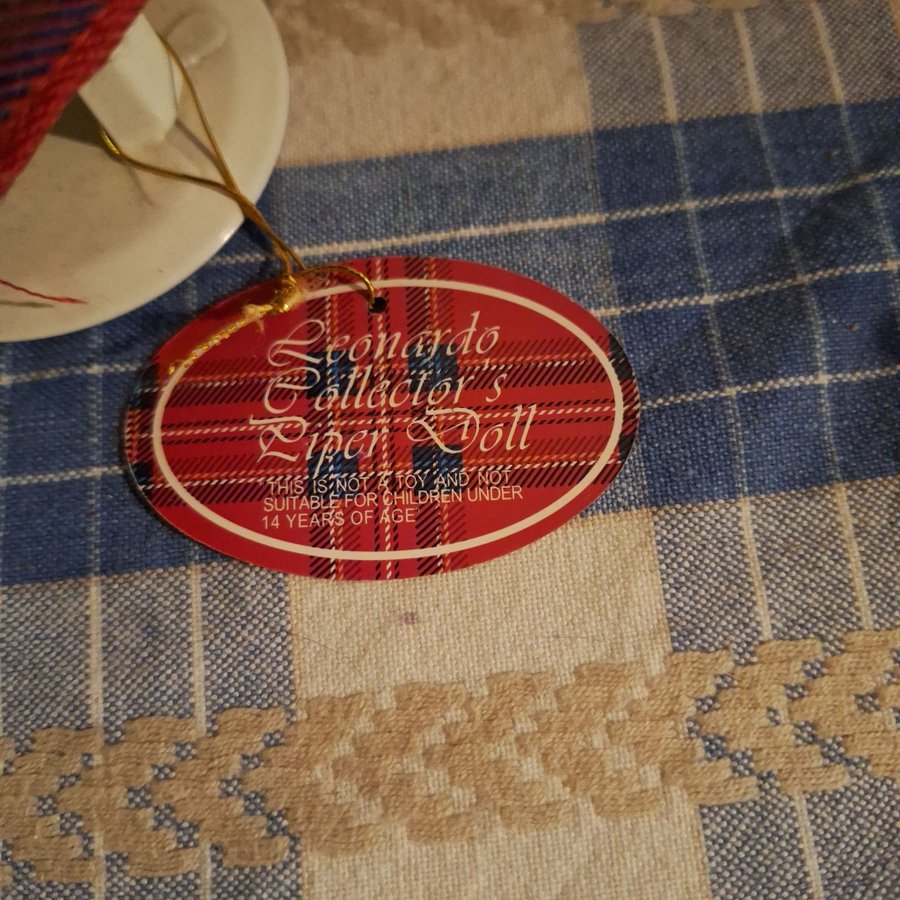 Leonardo
Collector's
Piper Doll
THIS IS NOT A TOY AND NOT
SUITABLE FOR CHILDREN UNDER
14 YEARS OF AGE